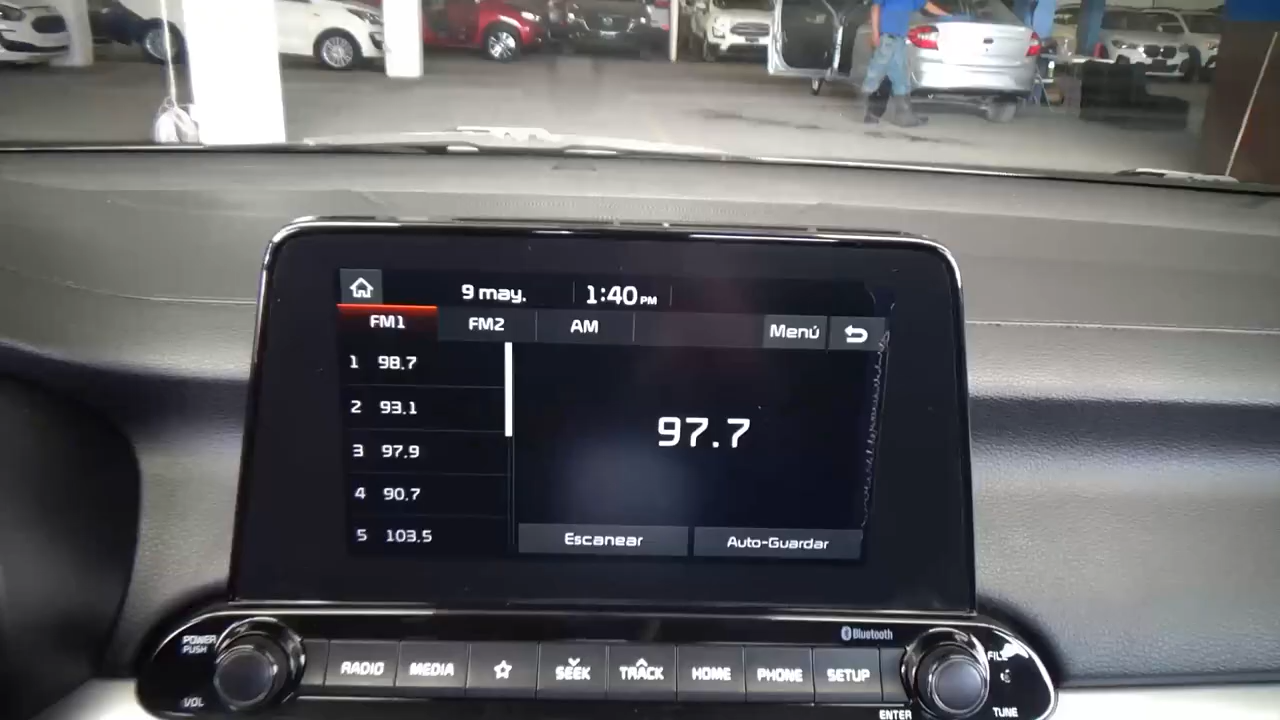 9 may. 1:40 PM
FM1 FM2 AM Menú
1 98.7
2 93.1
3 97.9
4 90.7
5 103.5
97.7
Escanear Auto-Guardar
POWER
PUSH
VOL
RADIO MEDIA SEEK TRACK HOME PHONE SETUP
Bluetooth
FILE
TUNE
ENTER